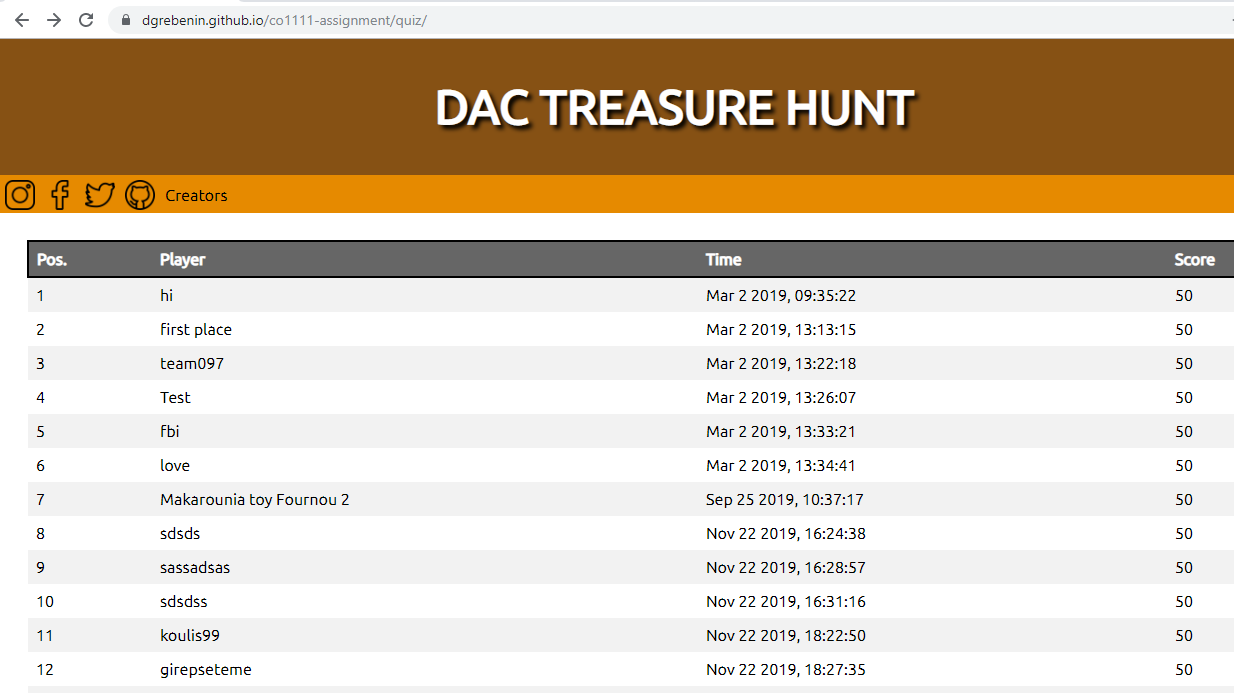 dgrebenin.github.io/co1111-assignment/quiz/
DAC TREASURE HUNT
Creators
Pos. Player Time Score
1 hi Mar 2 2019, 09:35:22 50
2 first place Mar 2 2019, 13:13:15 50
3 team097 Mar 2 2019, 13:22:18 50
4 Test Mar 2 2019, 13:26:07 50
5 fbi Mar 2 2019, 13:33:21 50
6 love Mar 2 2019, 13:34:41 50
7 Makarounia toy Fournou 2 Sep 25 2019, 10:37:17 50
8 sdsds Nov 22 2019, 16:24:38 50
9 sassadsas Nov 22 2019, 16:28:57 50
10 sdsdss Nov 22 2019, 16:31:16 50
11 koulis99 Nov 22 2019, 18:22:50 50
12 girepseteme Nov 22 2019, 18:27:35 50